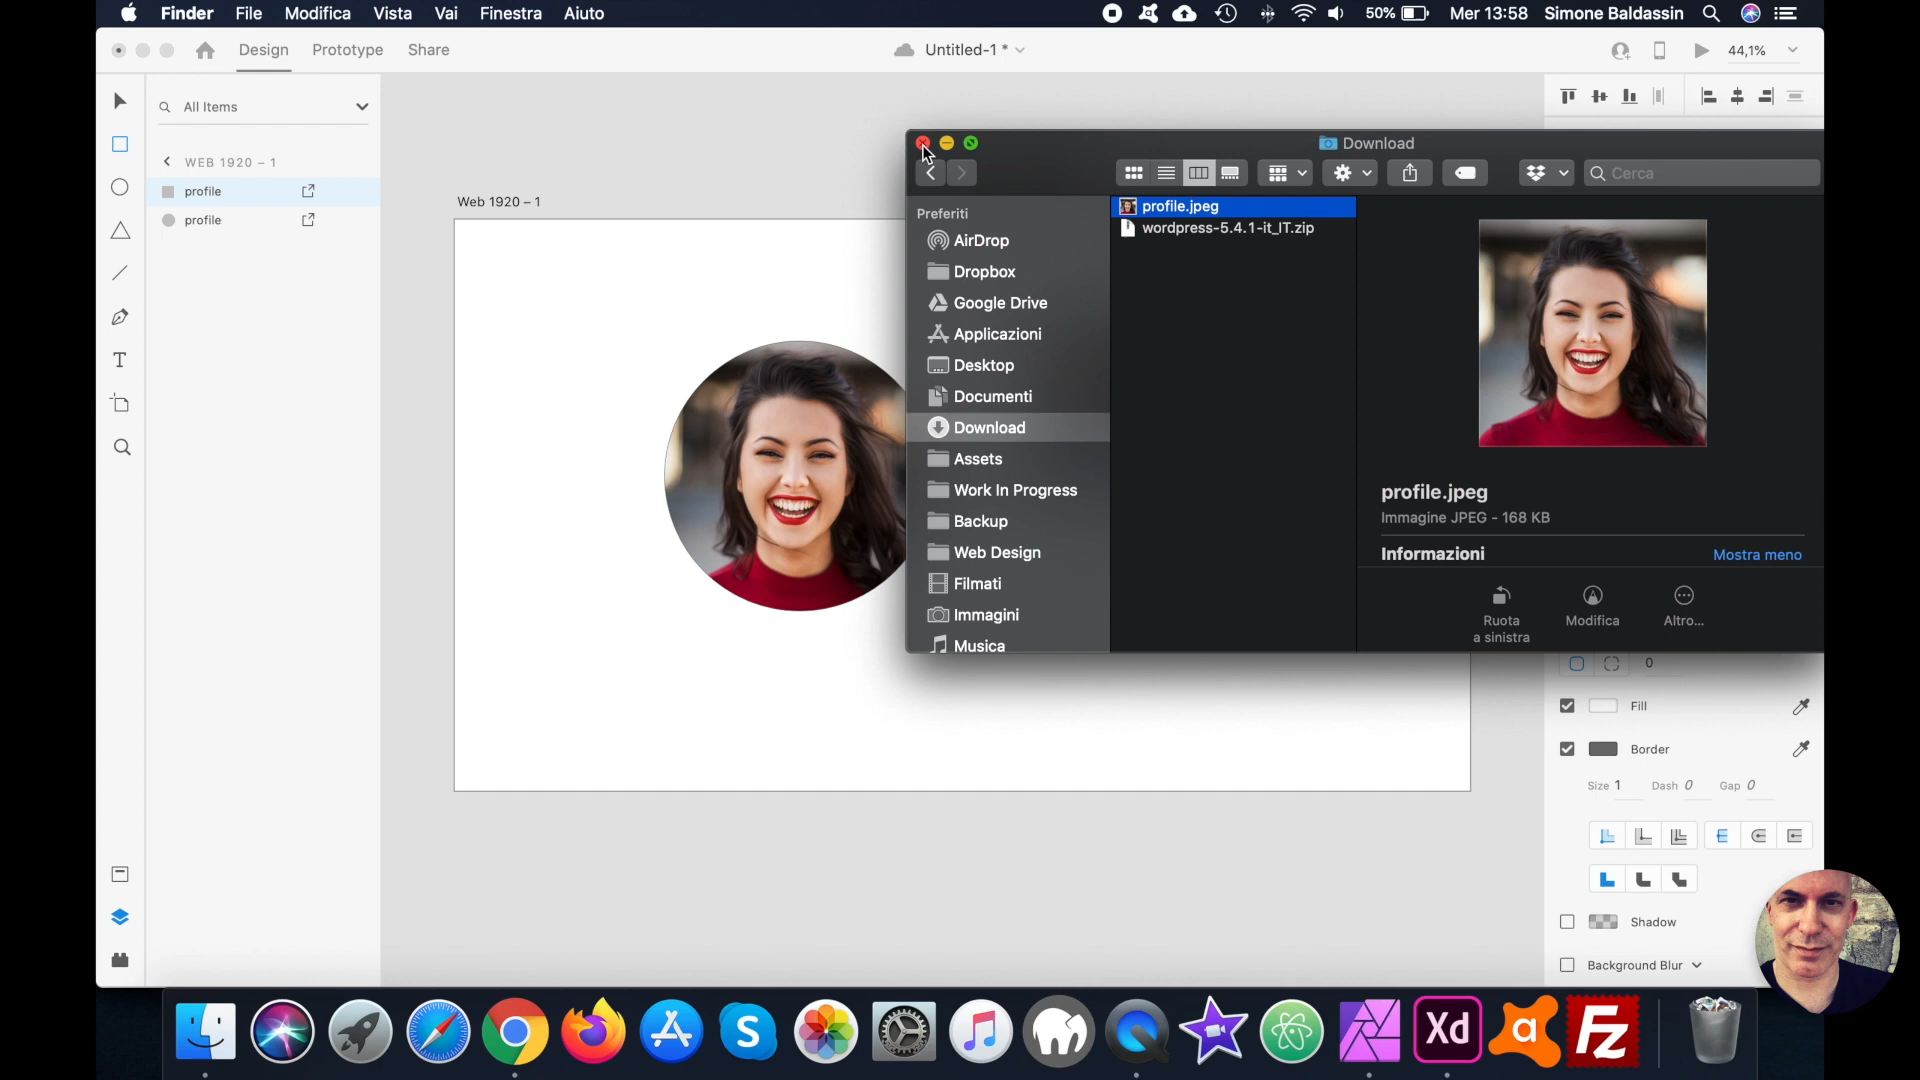 Finder File Modifica Vista Vai Finestra Aiuto 50% Mer 13:58 Simone Baldassin
Design Prototype Share Untitled-1 * 44,1%
All Items
WEB 1920 – 1
profile
profile
Web 1920 – 1
Download
Cerca
Preferiti
AirDrop
Dropbox
Google Drive
Applicazioni
Desktop
Documenti
Download
Assets
Work In Progress
Backup
Web Design
Filmati
Immagini
Musica
profile.jpeg
wordpress-5.4.1-it_IT.zip
profile.jpeg
Immagine JPEG - 168 KB
Informazioni Mostra meno
Ruota a sinistra
Modifica
Altro...
0
Fill
Border
Size 1 Dash 0 Gap 0
Shadow
Background Blur
S
Xd
a
Fz